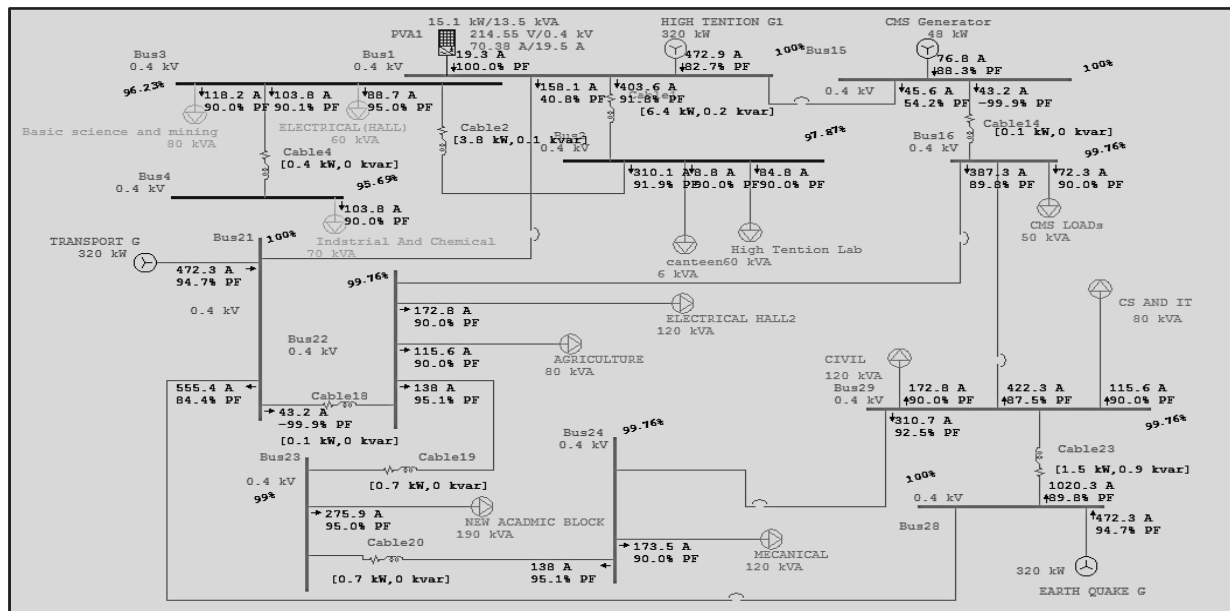 15.1 kW/13.5 kVA
PVA1
214.55 V/0.4 kV
70.38 A/19.5 A
HIGH TENTION G1
320 kW
CMS Generator
48 kW
Bus3
0.4 kV
Bus1
0.4 kV
19.3 A
100.0% PF
472.9 A
82.7% PF
100%
Bus15
76.8 A
88.3% PF
100%
96.23%
118.2 A
90.0% PF
103.8 A
90.1% PF
88.7 A
95.0% PF
158.1 A
40.8% PF
403.6 A
91.8% PF
Cable
[6.4 kW,0.2 kvar]
0.4 kV
45.6 A
54.2% PF
43.2 A
-99.9% PF
Cable14
[0.1 kW,0 kvar]
Basic science and mining
80 kVA
ELECTRICAL(HALL)
60 kVA
Cable2
[3.8 kW,0.1 kvar]
Cable4
[0.4 kW,0 kvar]
0.4 kV
97.87%
Bus16
0.4 kV
99.76%
Bus4
0.4 kV
95.69%
310.1 A
91.9% PF
8.8 A
90.0% PF
84.8 A
90.0% PF
387.3 A
89.8% PF
72.3 A
90.0% PF
103.8 A
90.0% PF
CMS LOADs
50 kVA
TRANSPORT G
320 kW
Bus21
100%
Indstrial And Chemical
70 kVA
canteen
6 kVA
High Tention Lab
60 kVA
472.3 A
94.7% PF
0.4 kV
99.76%
Bus22
0.4 kV
172.8 A
90.0% PF
ELECTRICAL HALL2
120 kVA
CS AND IT
80 kVA
115.6 A
90.0% PF
AGRICULTURE
80 kVA
CIVIL
120 kVA
Bus29
0.4 kV
555.4 A
84.4% PF
Cable18
138 A
95.1% PF
172.8 A
90.0% PF
422.3 A
87.5% PF
115.6 A
90.0% PF
43.2 A
-99.9% PF
[0.1 kW,0 kvar]
310.7 A
92.5% PF
99.76%
Bus24
0.4 kV
99.76%
Bus23
0.4 kV
99%
Cable19
[0.7 kW,0 kvar]
Cable23
[1.5 kW,0.9 kvar]
100%
275.9 A
95.0% PF
NEW ACADMIC BLOCK
190 kVA
0.4 kV
1020.3 A
89.8% PF
Bus28
472.3 A
94.7% PF
Cable20
[0.7 kW,0 kvar]
138 A
95.1% PF
173.5 A
90.0% PF
MECANICAL
120 kVA
320 kW
EARTH QUAKE G